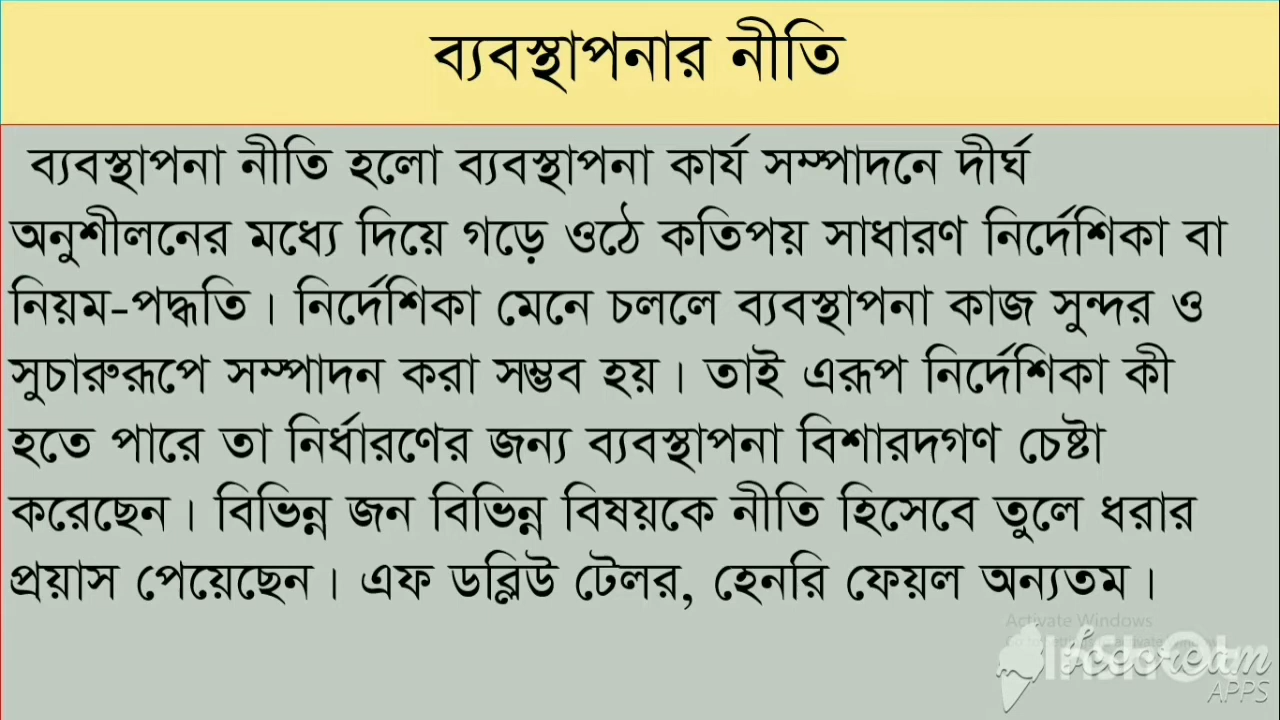 ব্যবস্থাপনার নীতি
ব্যবস্থাপনা নীতি হলো ব্যবস্থাপনা কার্য সম্পাদনে দীর্ঘ
অনুশীলনের মধ্যে দিয়ে গড়ে ওঠে কতিপয় সাধারণ নির্দেশিকা বা
নিয়ম-পদ্ধতি। নির্দেশিকা মেনে চললে ব্যবস্থাপনা কাজ সুন্দর ও
সুচারুরূপে সম্পাদন করা সম্ভব হয়। তাই এরূপ নির্দেশিকা কী
হতে পারে তা নির্ধারণের জন্য ব্যবস্থাপনা বিশারদগণ চেষ্টা
করেছেন। বিভিন্ন জন বিভিন্ন বিষয়কে নীতি হিসেবে তুলে ধরার
প্রয়াস পেয়েছেন। এফ ডব্লিউ টেলর, হেনরি ফেয়ল অন্যতম।
Activate Windows
Icecream
APPS